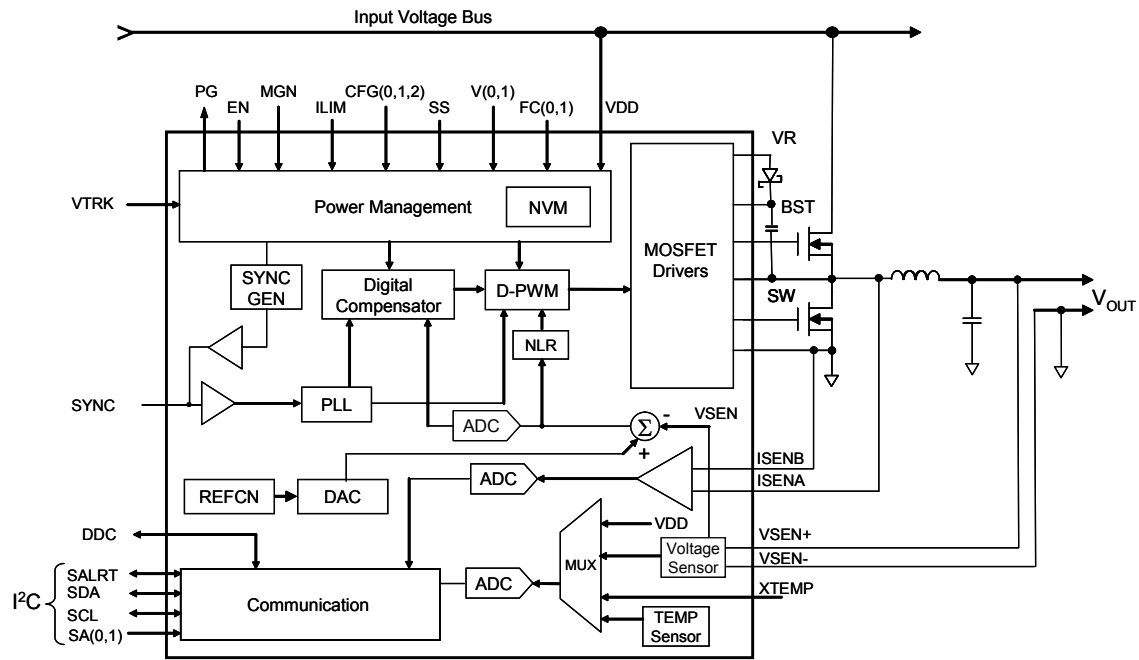 Input Voltage Bus
PG
EN
MGN
ILIM
CFG(0,1,2)
SS
V(0,1)
FC(0,1)
VDD
VR
VTRK
Power Management
NVM
BST
MOSFET
Drivers
SYNC
GEN
Digital
Compensator
D-PWM
SW
VOUT
NLR
SYNC
PLL
ADC
Σ
-
+
VSEN
ISENB
ISENA
ADC
REFCN
DAC
DDC
VDD
MUX
Voltage
Sensor
VSEN+
VSEN-
XTEMP
TEMP
Sensor
ADC
Communication
I²C
SALRT
SDA
SCL
SA(0,1)